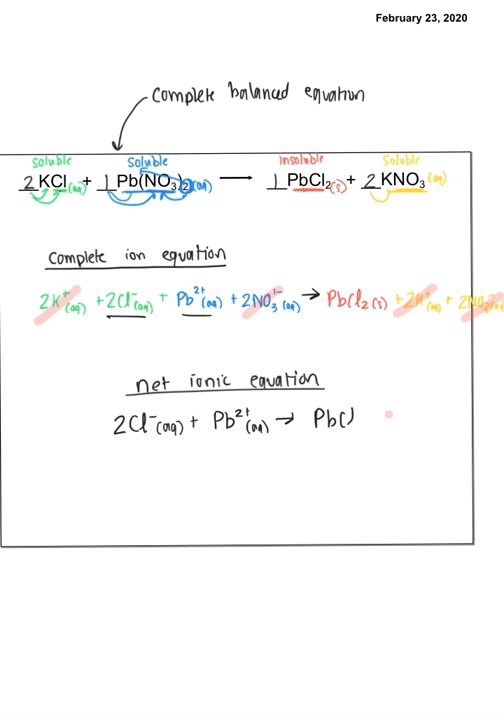 February 23, 2020
Complete balanced equation
Soluble Soluble Insoluble Soluble
2 KCl (aq) + 1 Pb(NO3)2 (aq) → 1 PbCl2 (s) + 2 KNO3 (aq)
Complete ion equation
2K+(aq) + 2Cl-(aq) + Pb2+(aq) + 2NO3 1-(aq) → PbCl2(s) + 2K+(aq) + 2NO3-(aq)
net ionic equation
2Cl-(aq) + Pb2+(aq) → PbCl